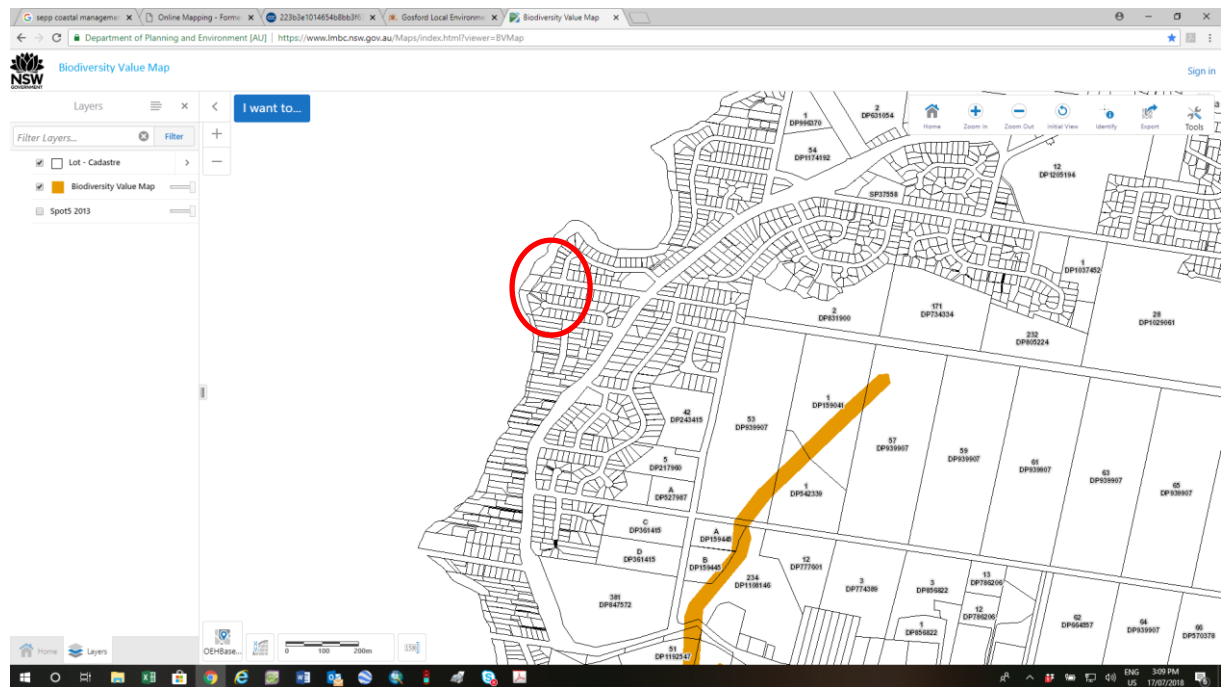 sepp coastal managemen
Online Mapping - Forme
223b3e1014654b8bb3f6
Gosford Local Environme
Biodiversity Value Map
Department of Planning and Environment [AU] | https://www.lmbc.nsw.gov.au/Maps/index.html?viewer=BVMap
NSW
GOVERNMENT
Biodiversity Value Map
Sign in
Layers
I want to...
Filter Layers...
Filter
Lot - Cadastre
Biodiversity Value Map
Spot5 2013
Home
Zoom In
Zoom Out
Initial View
Identify
Export
Tools
1
DP996370
2
DP631054
54
DP1174192
12
DP1205194
SP37558
1
DP1037452
2
DP831900
171
DP734334
232
DP805224
28
DP1029061
1
DP159041
42
DP243415
53
DP939907
57
DP939907
59
DP939907
61
DP939907
63
DP939907
65
DP939907
5
DP217960
A
DP527987
1
DP542339
C
DP361415
D
DP361415
A
DP159445
B
DP159445
234
DP1108146
12
DP777601
3
DP774389
3
DP856822
13
DP786206
12
DP786206
1
DP856822
381
DP847572
62
DP664557
64
DP939907
66
DP570378
51
DP1192547
Home
Layers
OEHBase...
0 100 200m
ENG
US
3:09 PM
17/07/2018